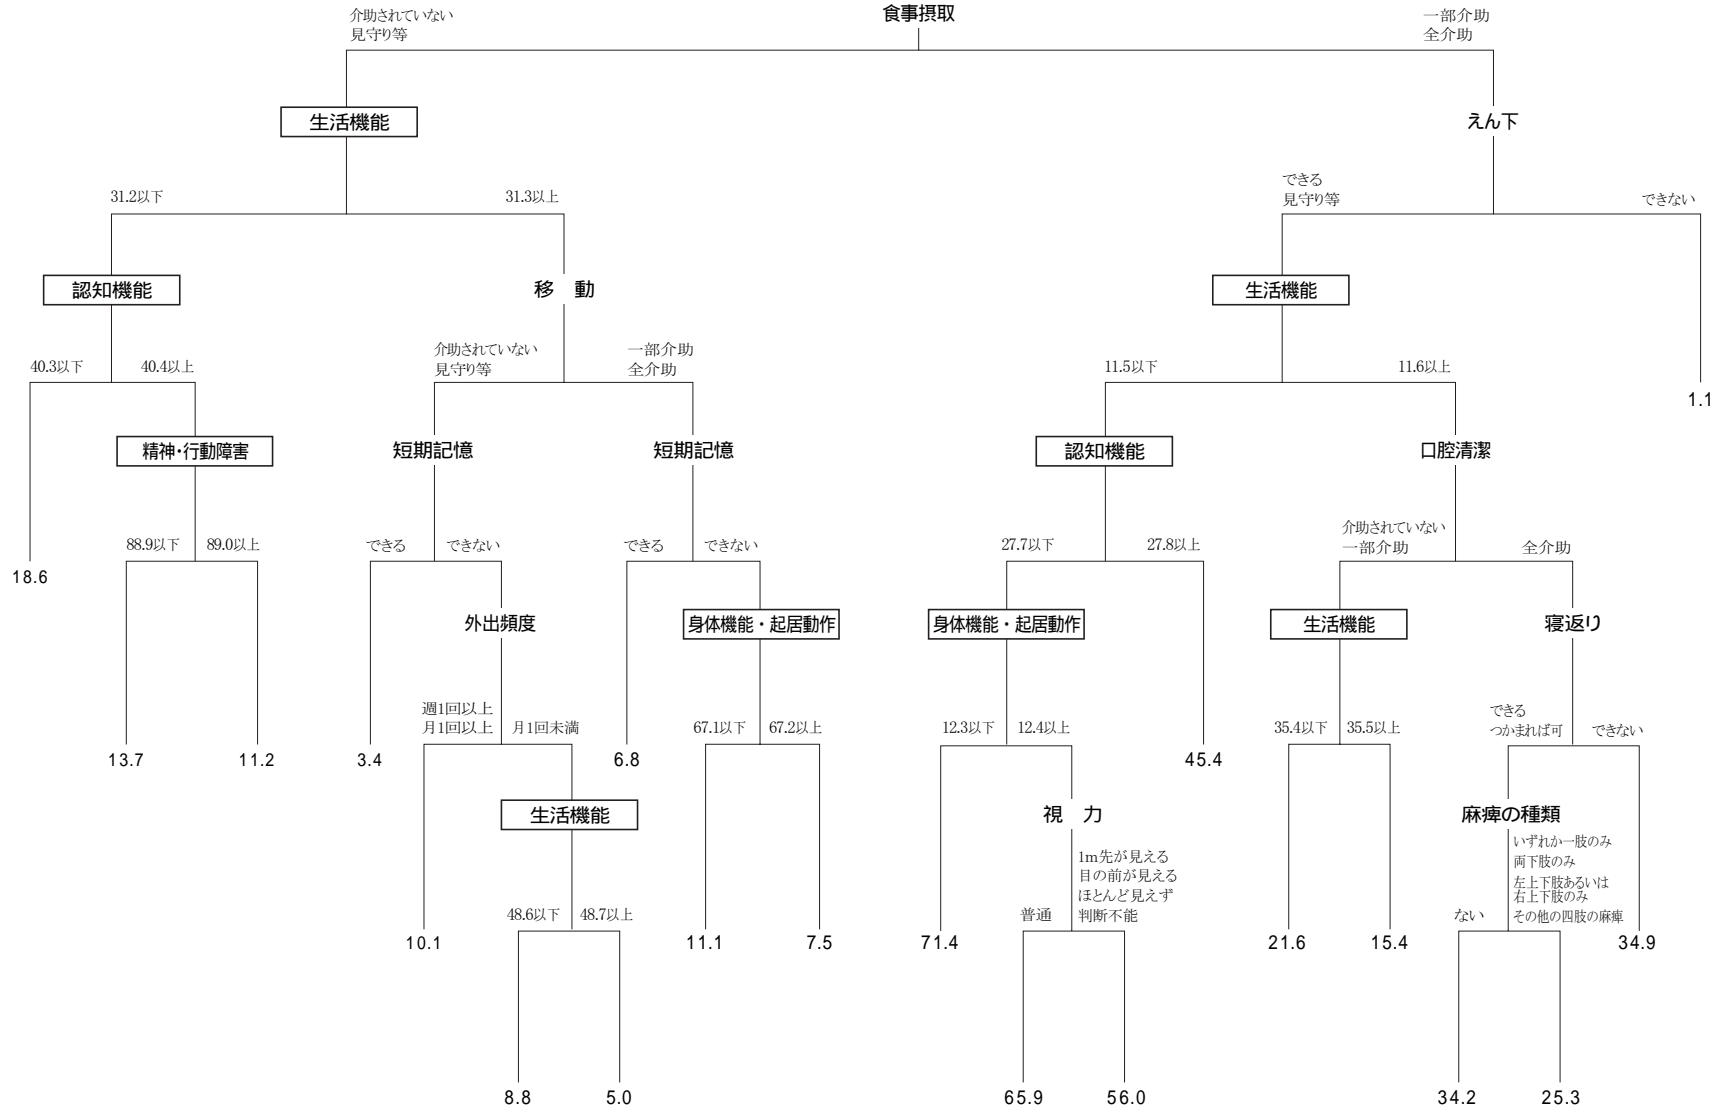 食事摂取
介助されていない
見守り等
一部介助
全介助
生活機能
えん下
31.2以下
31.3以上
できる
見守り等
できない
認知機能
移 動
生活機能
40.3以下
40.4以上
介助されていない
見守り等
一部介助
全介助
11.5以下
11.6以上
1.1
精神・行動障害
短期記憶
短期記憶
認知機能
口腔清潔
88.9以下
89.0以上
できる
できない
できる
できない
27.7以下
27.8以上
介助されていない
一部介助
全介助
18.6
外出頻度
身体機能・起居動作
身体機能・起居動作
生活機能
寝返り
週1回以上
月1回以上
月1回未満
67.1以下
67.2以上
12.3以下
12.4以上
35.4以下
35.5以上
できる
つかまれば可
できない
13.7
11.2
3.4
6.8
45.4
生活機能
視 力
麻痺の種類
1m先が見える
目の前が見える
ほとんど見えず
判断不能
普通
いずれか一肢のみ
両下肢のみ
左上下肢あるいは
右上下肢のみ
その他の四肢の麻痺
ない
48.6以下
48.7以上
10.1
11.1
7.5
71.4
21.6
15.4
34.9
8.8
5.0
65.9
56.0
34.2
25.3